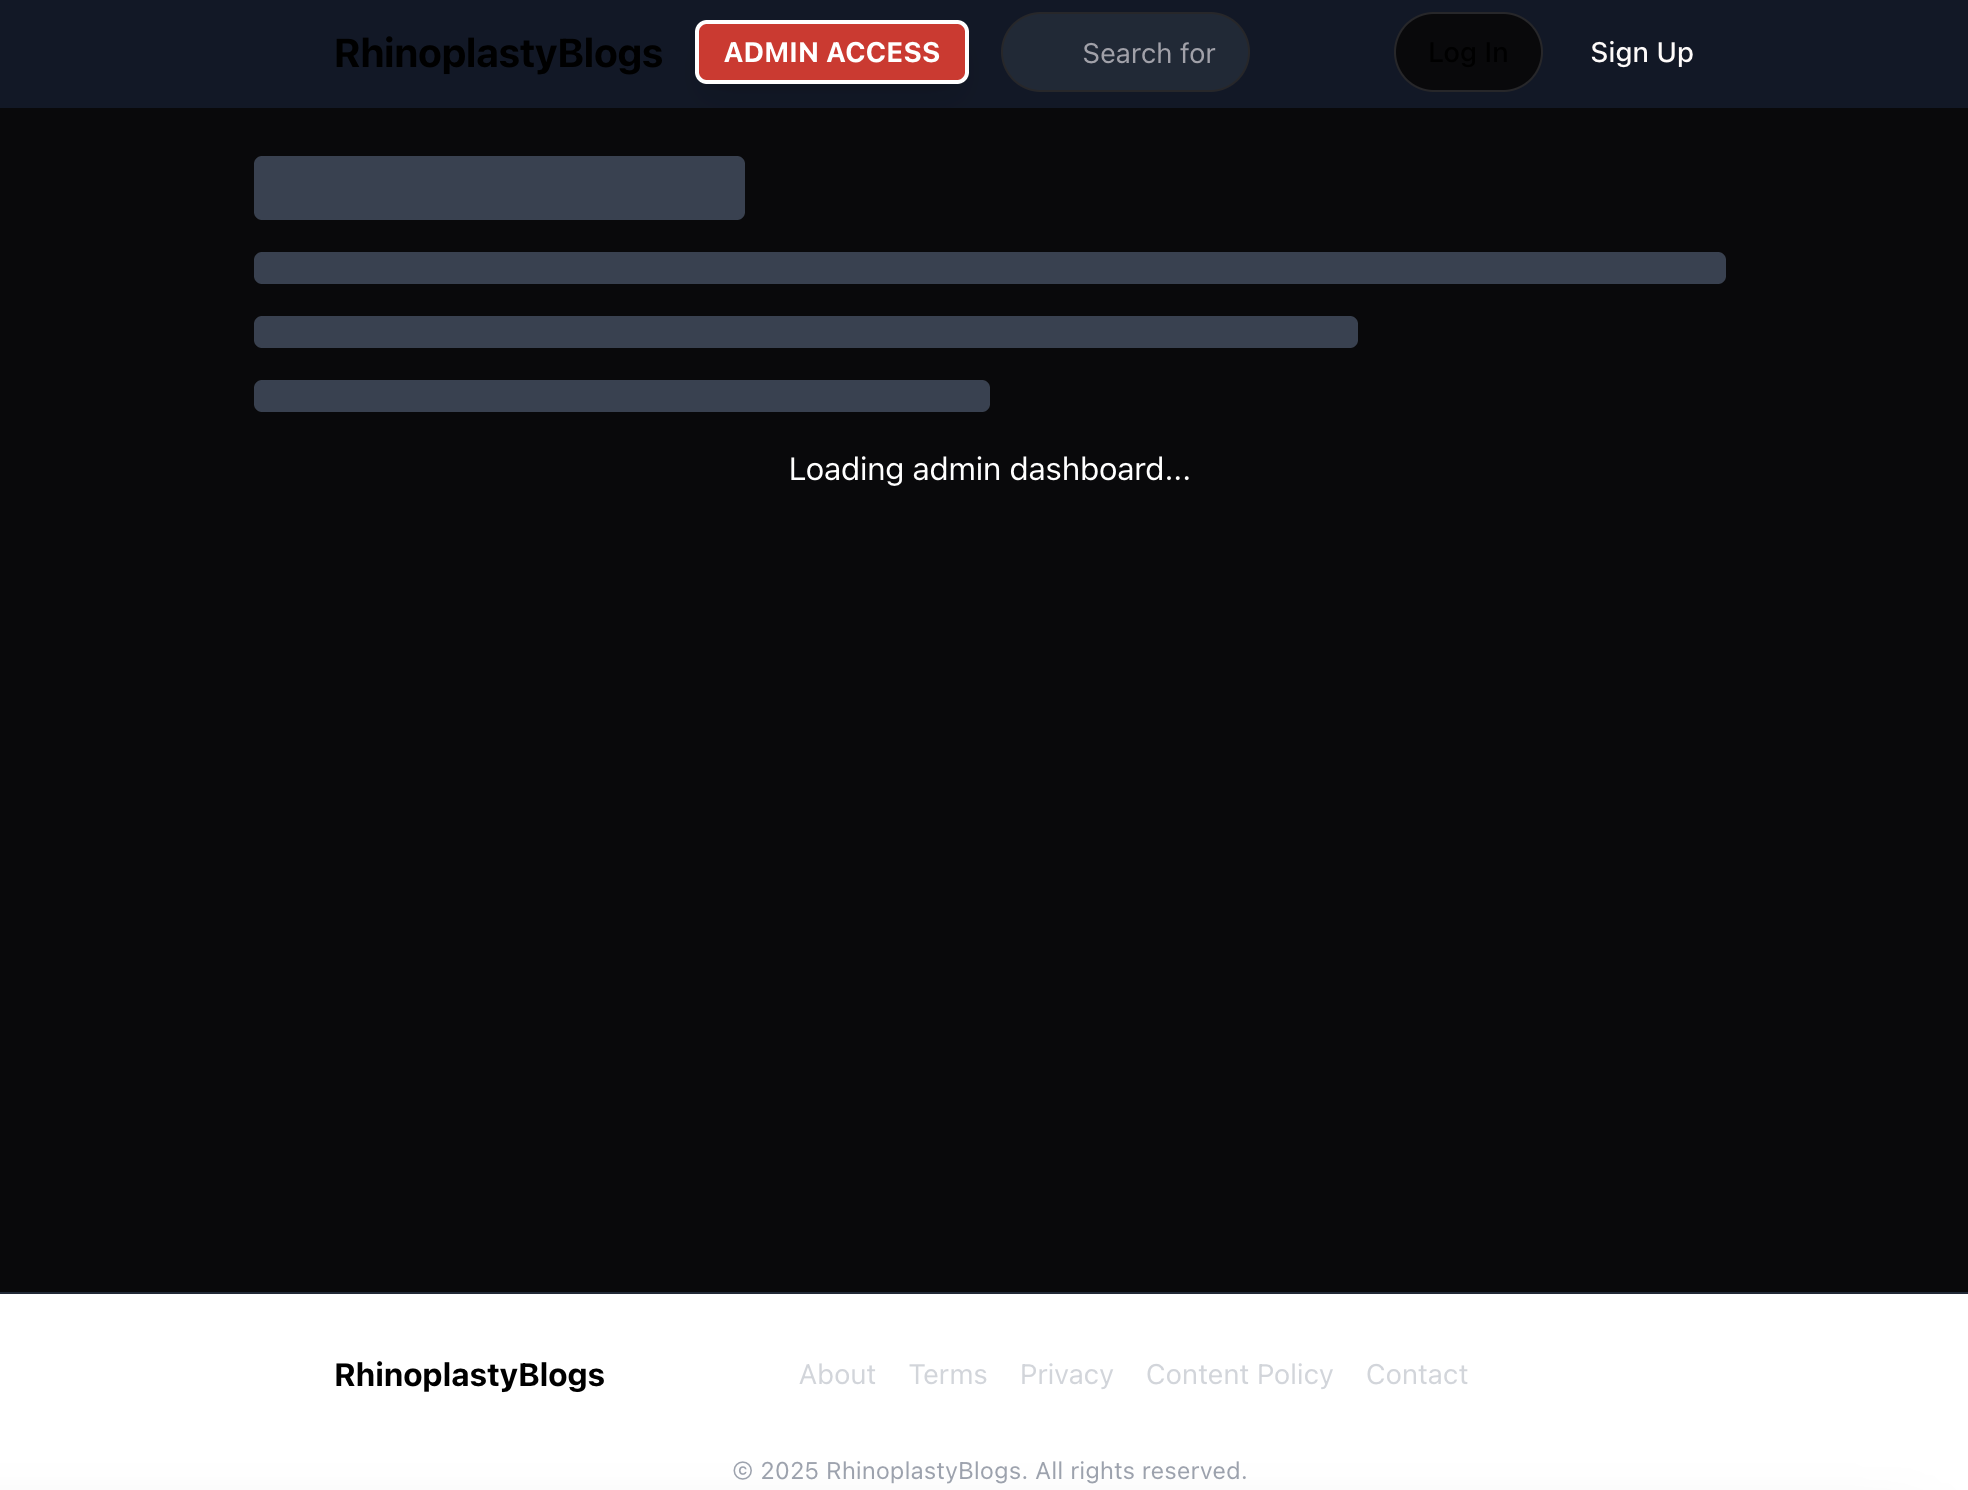 RhinoplastyBlogs ADMIN ACCESS Search for Log In Sign Up
Loading admin dashboard...
RhinoplastyBlogs About Terms Privacy Content Policy Contact
© 2025 RhinoplastyBlogs. All rights reserved.